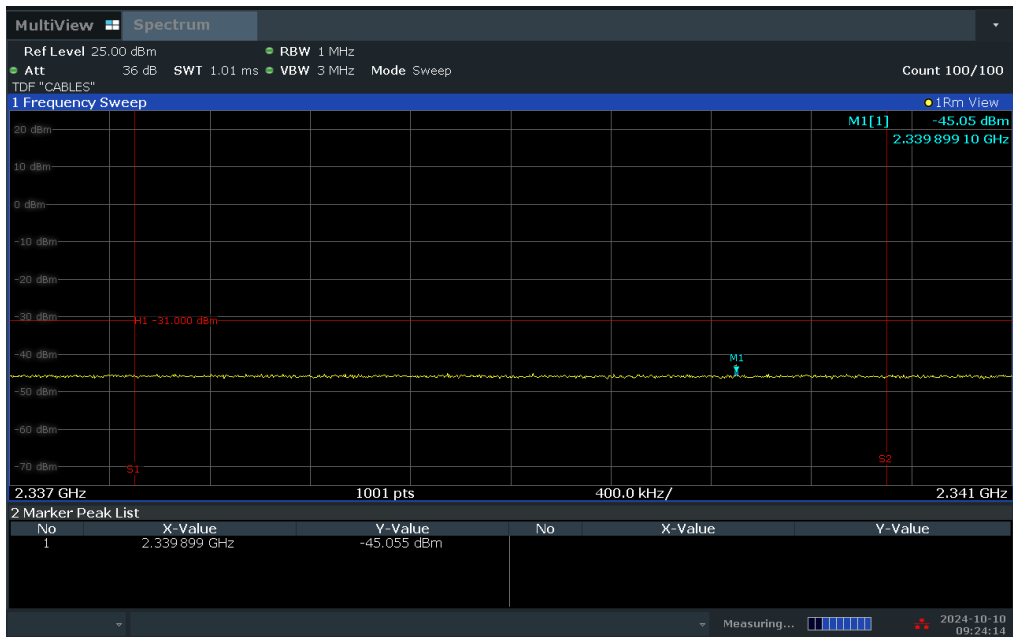 MultiView Spectrum
Ref Level 25.00 dBm RBW 1 MHz
Att 36 dB SWT 1.01 ms VBW 3 MHz Mode Sweep Count 100/100
TDF "CABLES"
1 Frequency Sweep 1Rm View
M1[1] -45.05 dBm
2.339 899 10 GHz
20 dBm
10 dBm
0 dBm
-10 dBm
-20 dBm
-30 dBm
H1 -31.000 dBm
-40 dBm
M1
-50 dBm
-60 dBm
S2
-70 dBm
S1
2.337 GHz 1001 pts 400.0 kHz/ 2.341 GHz
2 Marker Peak List
No X-Value Y-Value No X-Value Y-Value
1 2.339 899 GHz -45.055 dBm
Measuring... 2024-10-10
09:24:14